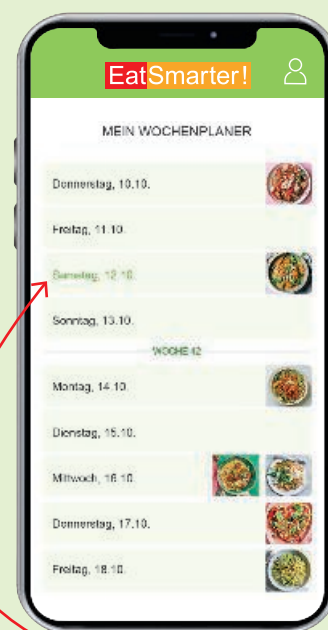 EatSmarter!
MEIN WOCHENPLANER
Donnerstag, 10.10.
Freitag, 11.10.
Samstag, 12.10.
Sonntag, 13.10.
WOCHE 42
Montag, 14.10.
Dienstag, 15.10.
Mittwoch, 16.10.
Donnerstag, 17.10.
Freitag, 18.10.